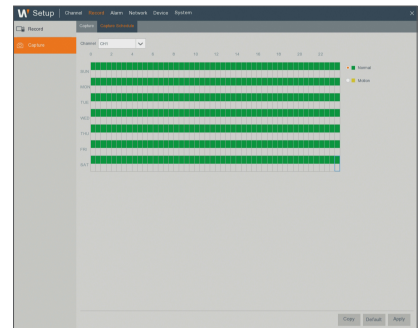 W Setup Channel Record Alarm Network Device System
Record
Capture
Capture Capture Schedule
Channel CH1
0 2 4 6 8 10 12 14 16 18 20 22
SUN
MON
TUE
WED
THU
FRI
SAT
Normal
Motion
Copy Default Apply